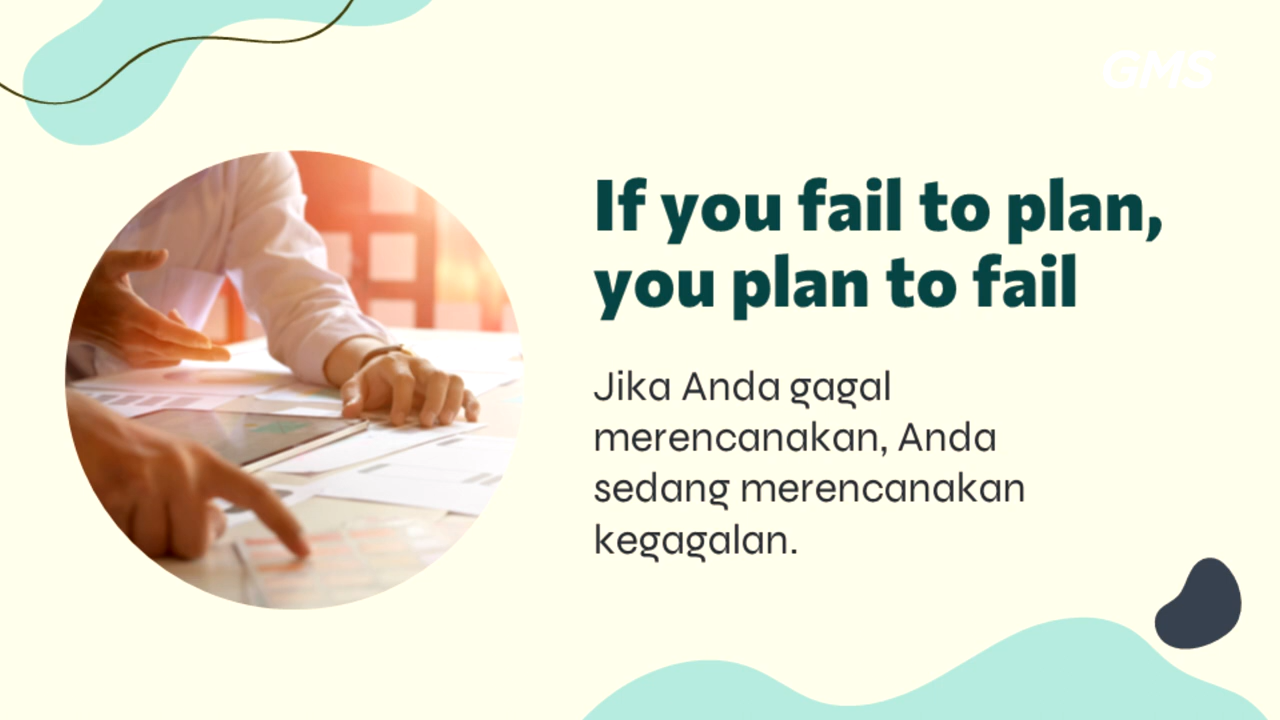 GMS
If you fail to plan,
you plan to fail
Jika Anda gagal
merencanakan, Anda
sedang merencanakan
kegagalan.